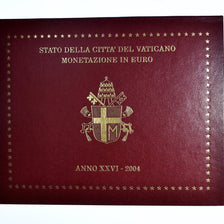 STATO DELLA CITTA' DEL VATICANO
MONETAZIONE IN EURO
M
ANNO XXVI - 2004